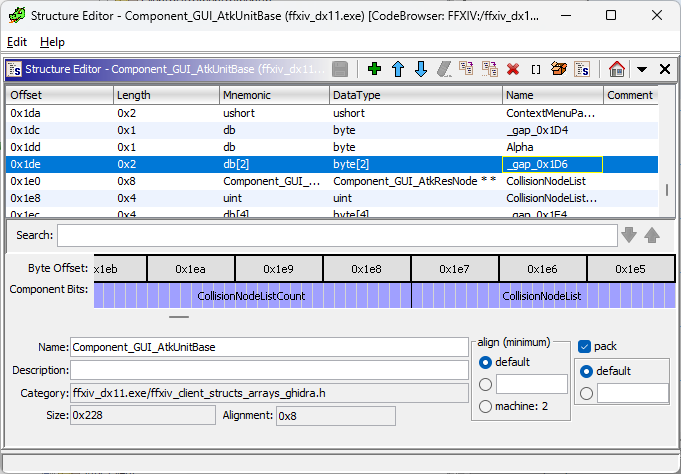 Structure Editor - Component_GUI_AtkUnitBase (ffxiv_dx11.exe) [CodeBrowser: FFXIV:/ffxiv_dx1...
Edit Help
Structure Editor - Component_GUI_AtkUnitBase (ffxiv_dx11....
Offset Length Mnemonic DataType Name Comment
0x1da 0x2 ushort ushort ContextMenuPa...
0x1dc 0x1 db byte _gap_0x1D4
0x1dd 0x1 db byte Alpha
0x1de 0x2 db[2] byte[2] _gap_0x1D6
0x1e0 0x8 Component_GUI_... Component_GUI_AtkResNode * * CollisionNodeList
0x1e8 0x4 uint uint CollisionNodeList...
0x1ec 0x4 db[4] byte[4] _gap_0x1E4
Search:
Byte Offset: x1eb 0x1ea 0x1e9 0x1e8 0x1e7 0x1e6 0x1e5
Component Bits: CollisionNodeListCount CollisionNodeList
Name: Component_GUI_AtkUnitBase
Description:
Category: ffxiv_dx11.exe/ffxiv_client_structs_arrays_ghidra.h
Size: 0x228 Alignment: 0x8
align (minimum)
default
machine: 2
pack
default